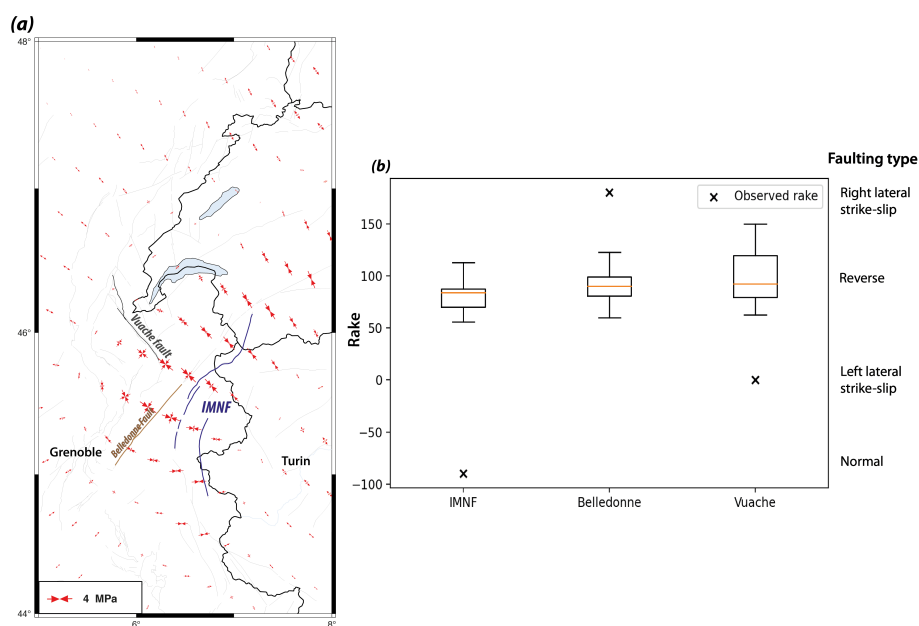 (a)
48°
46°
44°
6°
8°
Vuache fault
Belledonne Fault
IMNF
Grenoble
Turin
4 MPa
(b)
Faulting type
Observed rake
Right lateral
strike-slip
Reverse
Left lateral
strike-slip
Normal
Rake
150
100
50
0
−50
−100
IMNF
Belledonne
Vuache